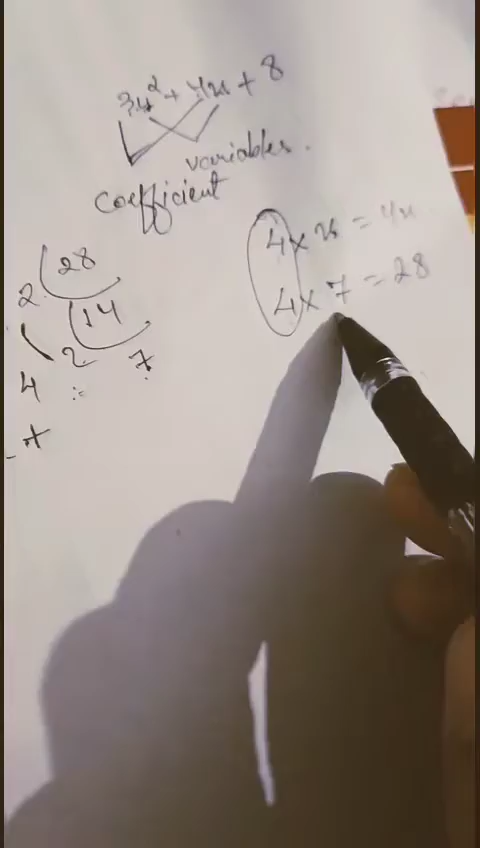 3x² + 4x + 8
variables.
coefficient
4 × x = 4x
4 × 7 = 28
2 28
14
2 7
4